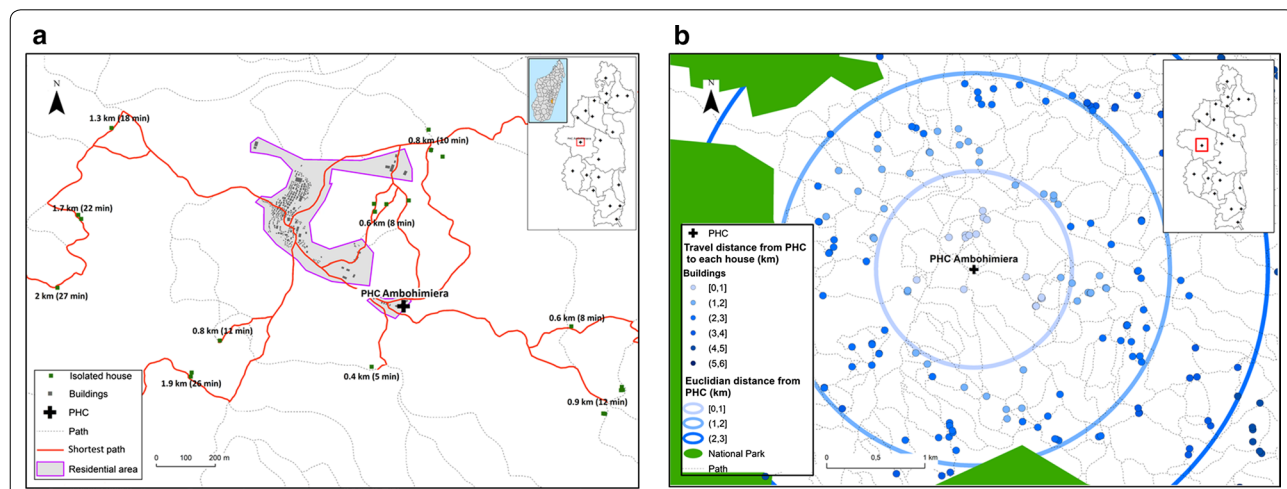 a
N
1.3 km (18 min)
0.8 km (10 min)
1.7 km (22 min)
0.6 km (8 min)
2 km (27 min)
PHC Ambohimiera
0.8 km (11 min)
0.6 km (8 min)
1.9 km (26 min)
0.4 km (5 min)
0.9 km (12 min)
Isolated house
Buildings
PHC
Path
Shortest path
Residential area
0 100 200 m
b
N
PHC Ambohimiera
PHC
Travel distance from PHC
to each house (km)
Buildings
[0,1]
(1,2]
(2,3]
(3,4]
(4,5]
(5,6]
Euclidian distance from
PHC (km)
[0,1]
(1,2]
(2,3]
National Park
Path
0 0,5 1 km